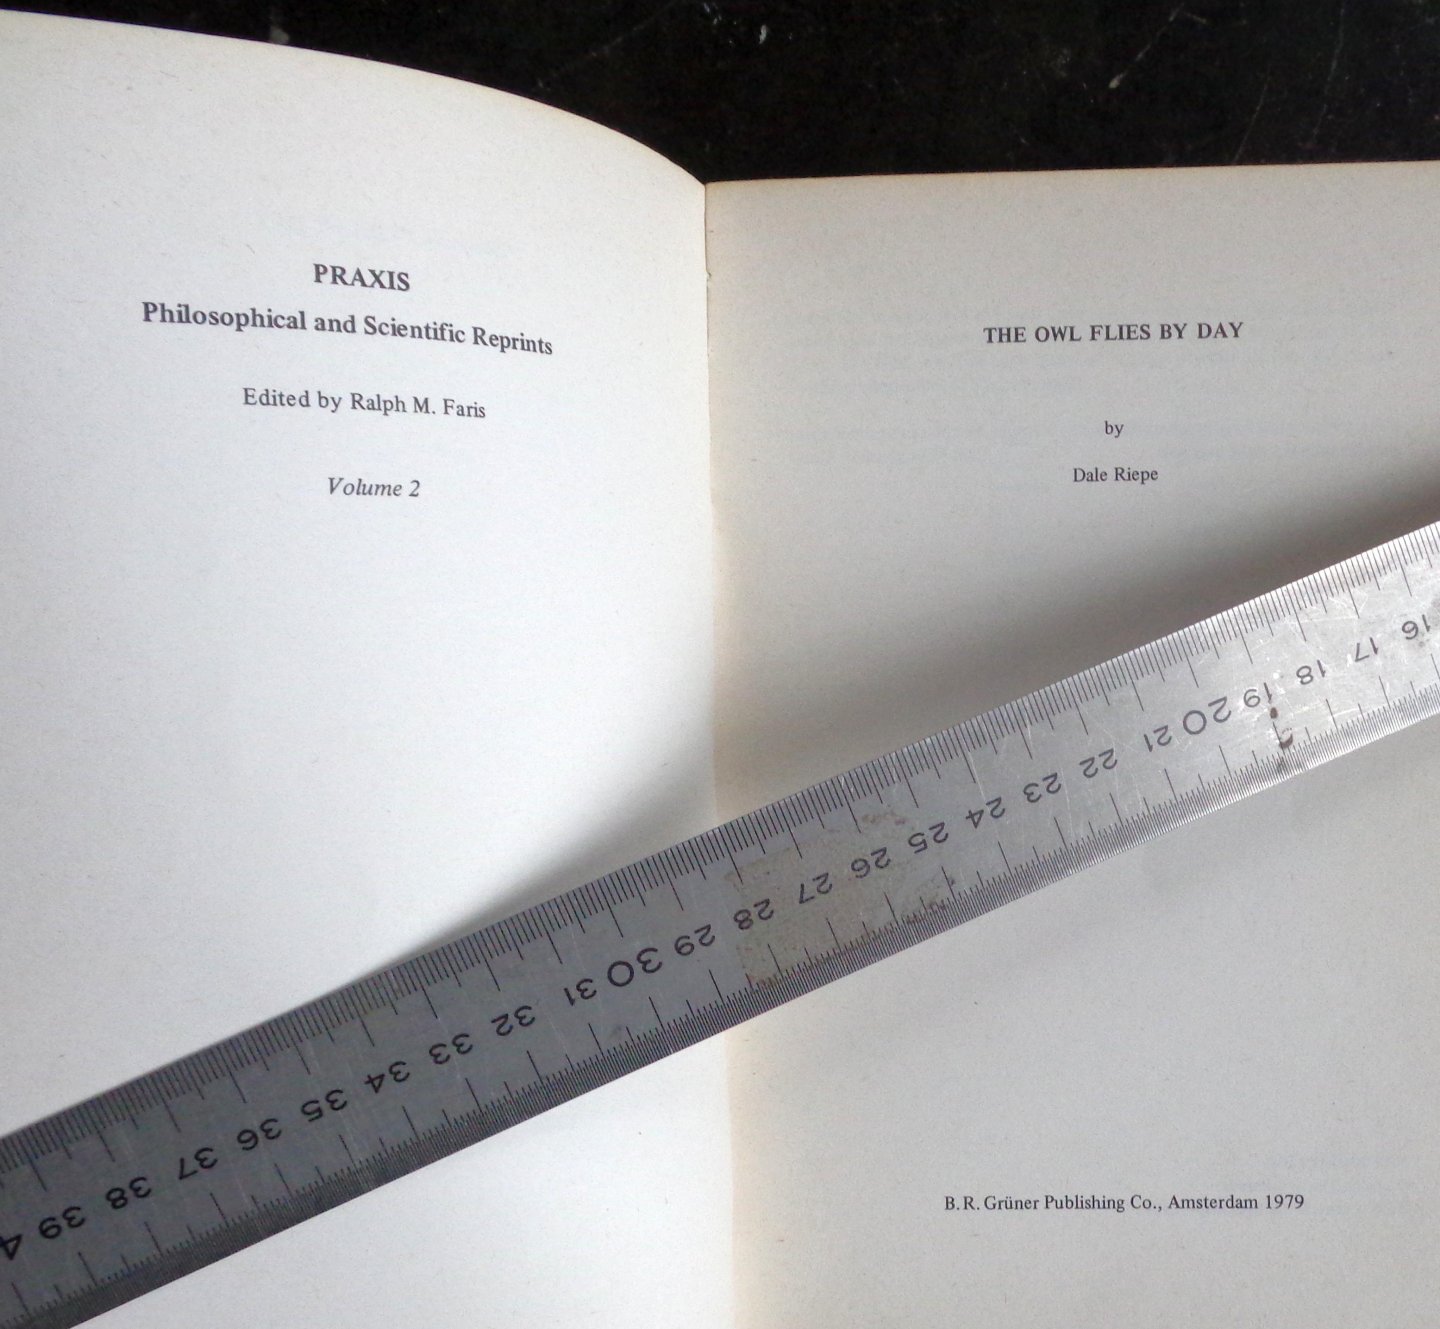 PRAXIS
Philosophical and Scientific Reprints
Edited by Ralph M. Faris
Volume 2
THE OWL FLIES BY DAY
by
Dale Riepe
B. R. Grüner Publishing Co., Amsterdam 1979
16 17 18 19 20 21 22 23 24 25 26 27 28 29 30 31 32 33 34 35 36 37 38 39 4